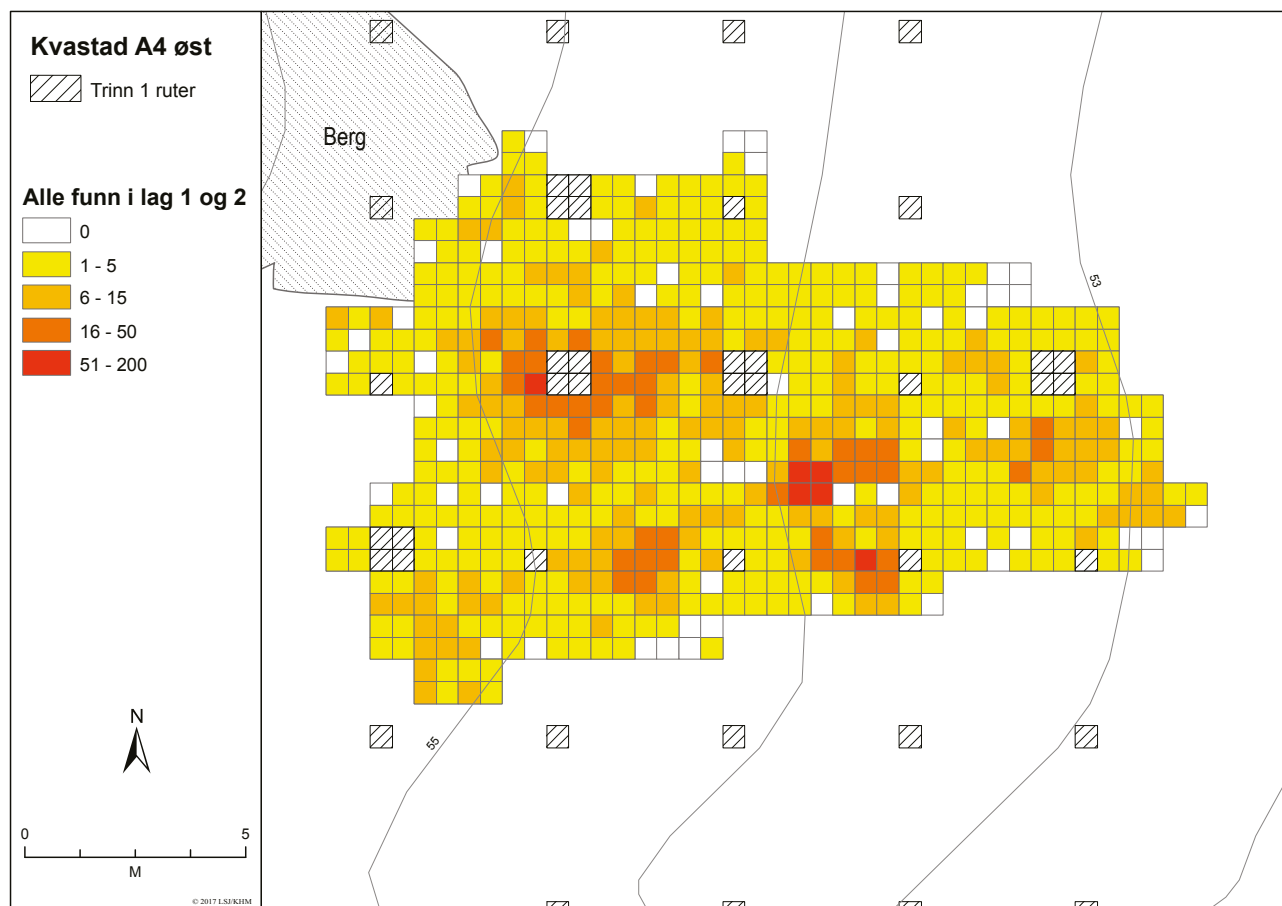 Kvastad A4 øst
Trinn 1 ruter
Alle funn i lag 1 og 2
0
1 - 5
6 - 15
16 - 50
51 - 200
N
0 5
M
© 2017 LSJ/KHM
Berg
53
55